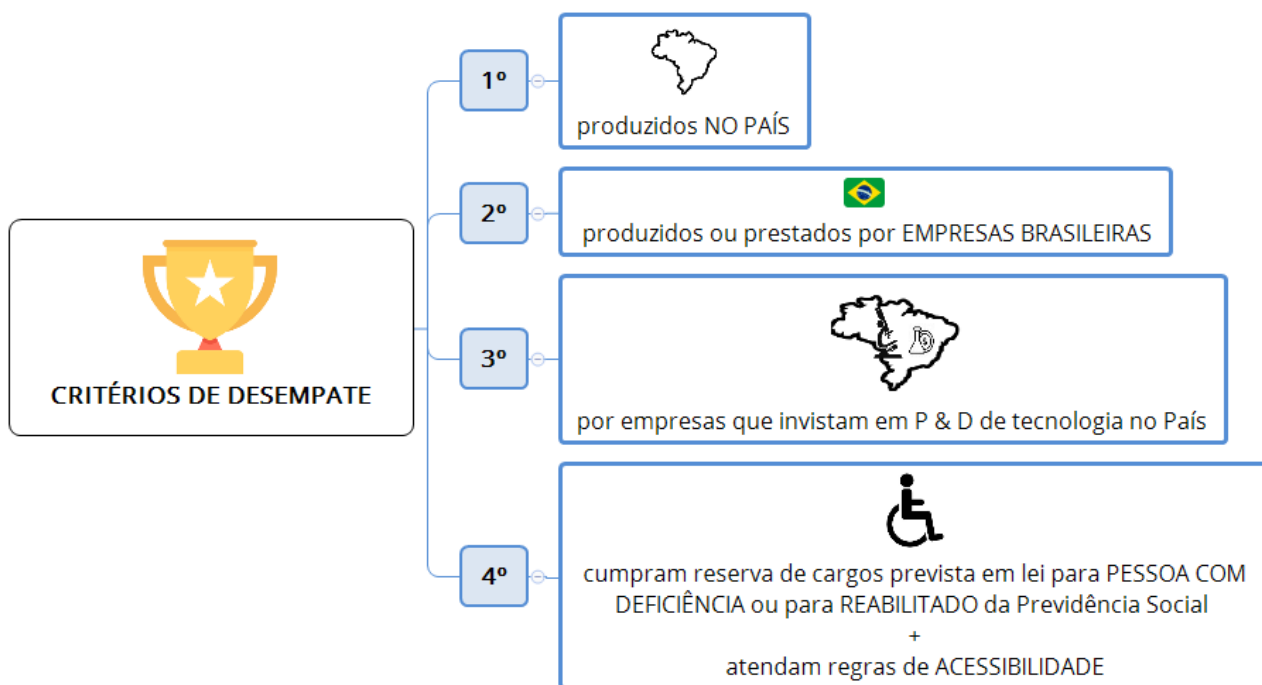 CRITÉRIOS DE DESEMPATE
1º
produzidos NO PAÍS
2º
produzidos ou prestados por EMPRESAS BRASILEIRAS
3º
por empresas que invistam em P & D de tecnologia no País
4º
cumpram reserva de cargos prevista em lei para PESSOA COM
DEFICIÊNCIA ou para REABILITADO da Previdência Social
+
atendam regras de ACESSIBILIDADE